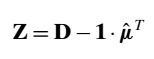 𝐙 = 𝐃 − 𝟏 · 𝝁̂ᵀ